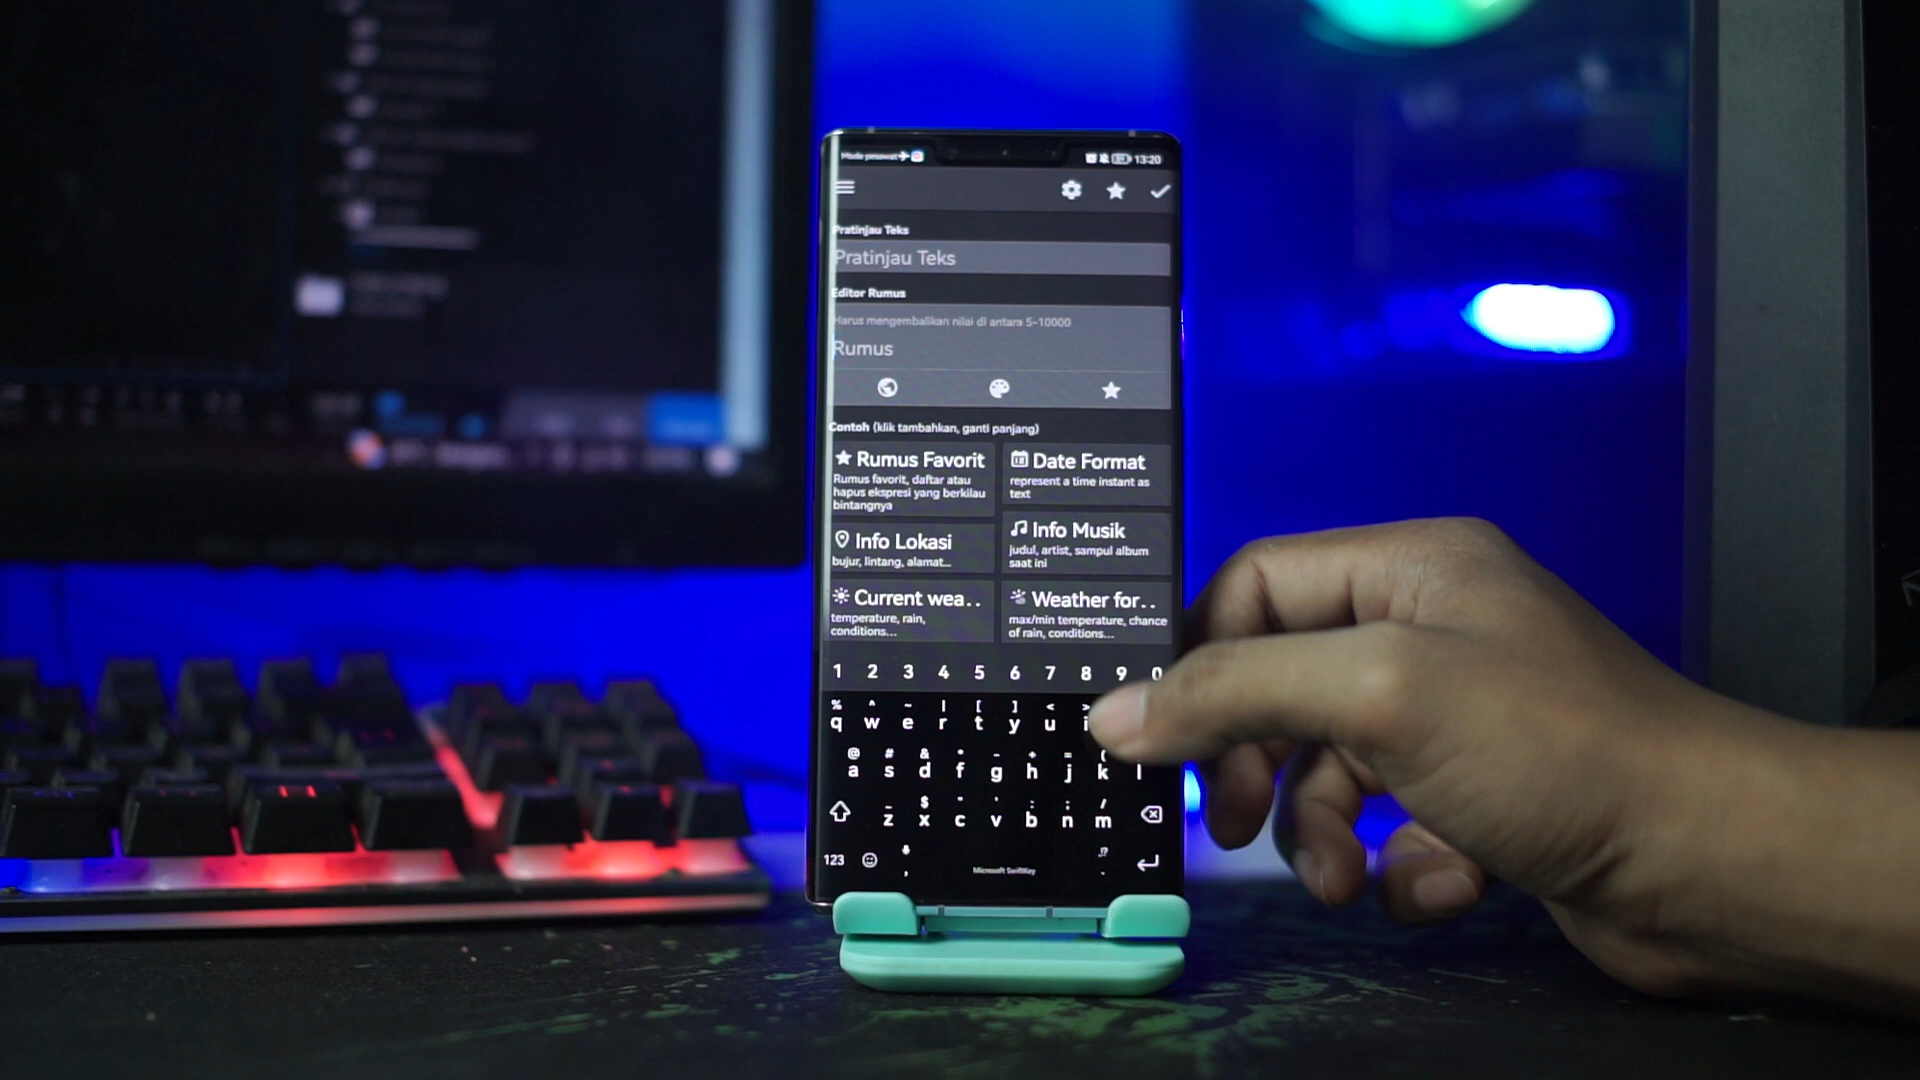 Mode pesawat
13:20
Pratinjau Teks
Pratinjau Teks
Editor Rumus
Harus mengembalikan nilai di antara 5-10000
Rumus
Contoh (klik tambahkan, ganti panjang)
Rumus Favorit
Rumus favorit, daftar atau
hapus ekspresi yang berkilau
bintangnya
Date Format
represent a time instant as
text
Info Lokasi
bujur, lintang, alamat...
Info Musik
judul, artist, sampul album
saat ini
Current wea..
temperature, rain,
conditions...
Weather for..
max/min temperature, chance
of rain, conditions...
1 2 3 4 5 6 7 8 9 0
% ^ ~ | [ ] < >
q w e r t y u i
@ # & * - + = (
a s d f g h j k l
_ $ " ' : ; /
z x c v b n m
123 , Microsoft SwiftKey !? .